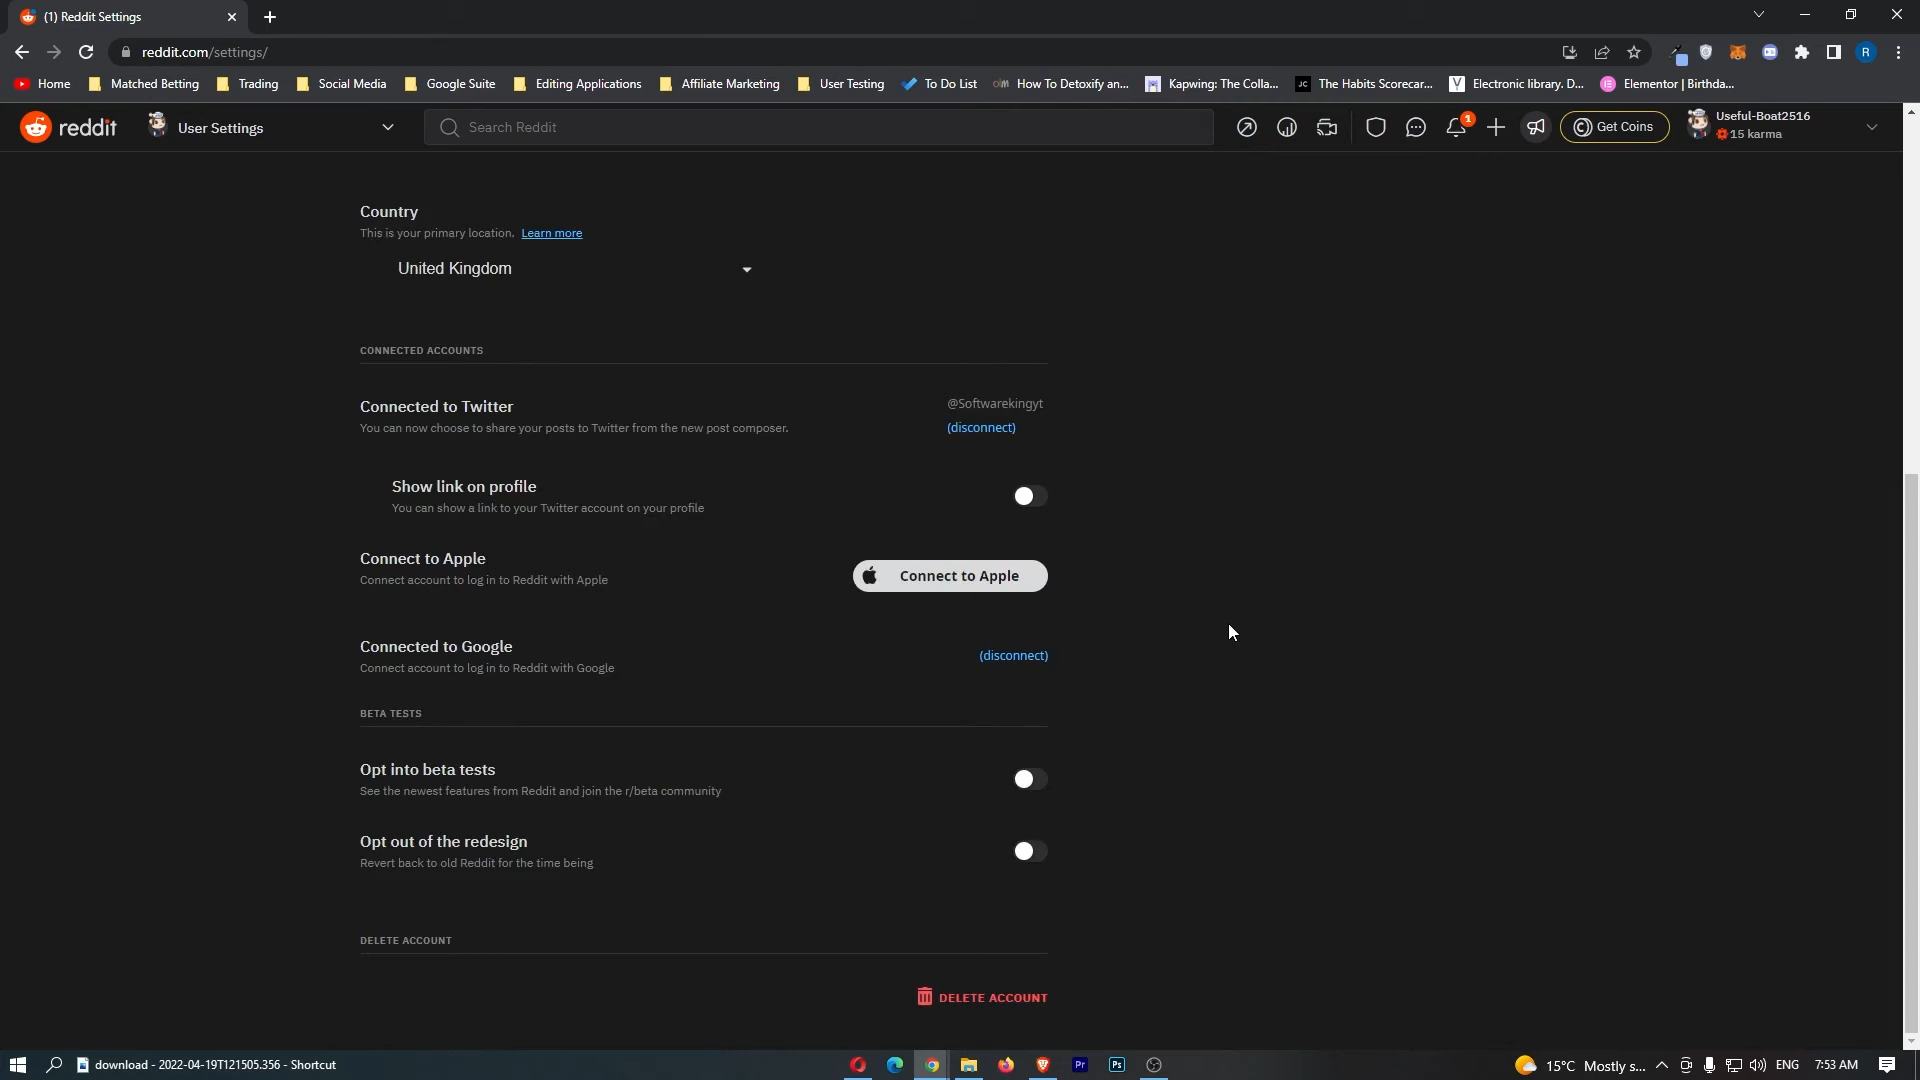 (1) Reddit Settings
reddit.com/settings/
R
Home
Matched Betting
Trading
Social Media
Google Suite
Editing Applications
Affiliate Marketing
User Testing
To Do List
How To Detoxify an...
Kapwing: The Colla...
JC
The Habits Scorecar...
Electronic library. D...
Elementor | Birthda...
reddit
User Settings
Search Reddit
1
Get Coins
Useful-Boat2516
15 karma
Country
This is your primary location. Learn more
United Kingdom
CONNECTED ACCOUNTS
Connected to Twitter
@Softwarekingyt
You can now choose to share your posts to Twitter from the new post composer.
(disconnect)
Show link on profile
You can show a link to your Twitter account on your profile
Connect to Apple
Connect account to log in to Reddit with Apple
Connect to Apple
Connected to Google
Connect account to log in to Reddit with Google
(disconnect)
BETA TESTS
Opt into beta tests
See the newest features from Reddit and join the r/beta community
Opt out of the redesign
Revert back to old Reddit for the time being
DELETE ACCOUNT
DELETE ACCOUNT
download - 2022-04-19T121505.356 - Shortcut
Pr
Ps
15°C Mostly s...
ENG
7:53 AM